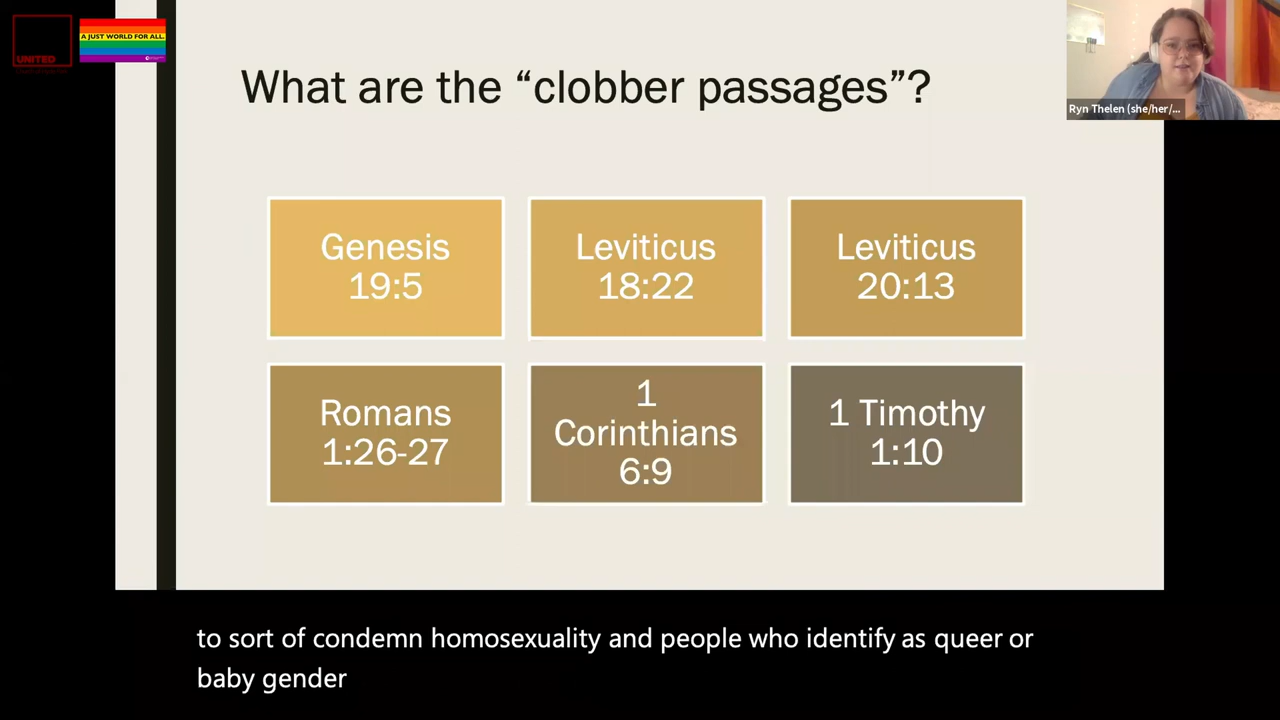 UNITED
A JUST WORLD FOR ALL.
What are the “clobber passages”?
Ryn Thelen (she/her/...
Genesis
19:5
Leviticus
18:22
Leviticus
20:13
Romans
1:26-27
1
Corinthians
6:9
1 Timothy
1:10
to sort of condemn homosexuality and people who identify as queer or
baby gender